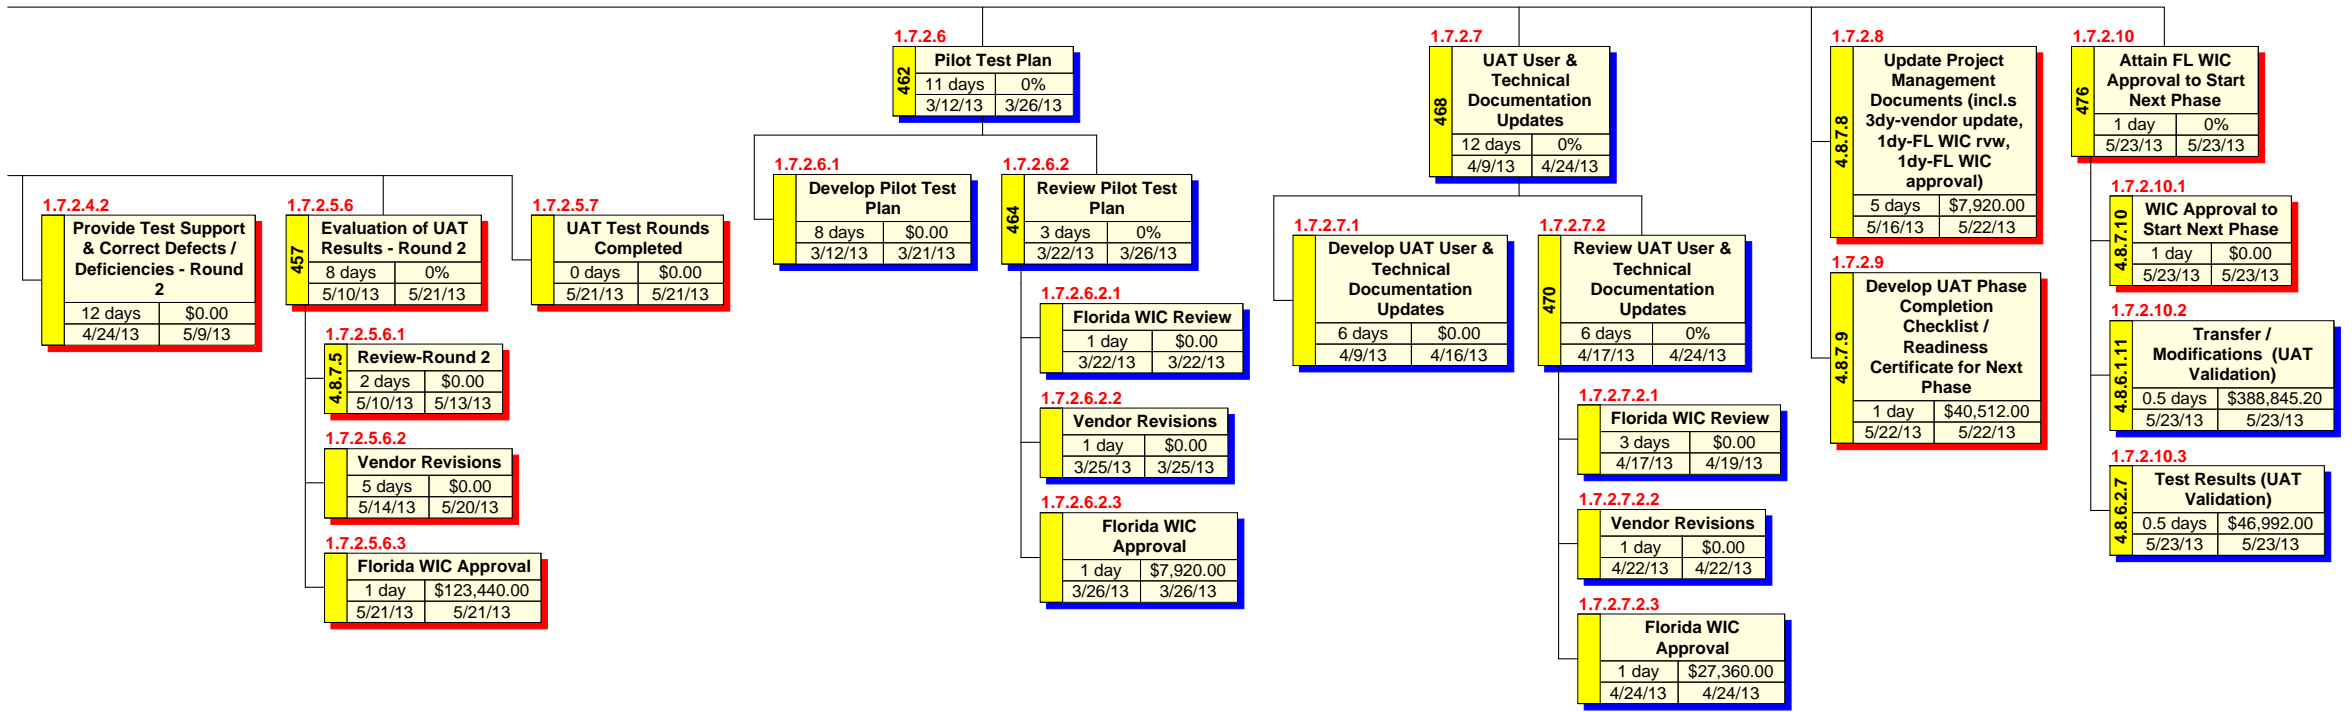 1.7.2.6
462
Pilot Test Plan
11 days 0%
3/12/13 3/26/13
1.7.2.7
468
UAT User &
Technical
Documentation
Updates
12 days 0%
4/9/13 4/24/13
1.7.2.8
4.8.7.8
Update Project
Management
Documents (incl.s
3dy-vendor update,
1dy-FL WIC rvw,
1dy-FL WIC
approval)
5 days $7,920.00
5/16/13 5/22/13
1.7.2.10
476
Attain FL WIC
Approval to Start
Next Phase
1 day 0%
5/23/13 5/23/13
1.7.2.4.2
Provide Test Support
& Correct Defects /
Deficiencies - Round
2
12 days $0.00
4/24/13 5/9/13
1.7.2.5.6
457
Evaluation of UAT
Results - Round 2
8 days 0%
5/10/13 5/21/13
1.7.2.5.7
UAT Test Rounds
Completed
0 days $0.00
5/21/13 5/21/13
1.7.2.5.6.1
4.8.7.5
Review-Round 2
2 days $0.00
5/10/13 5/13/13
1.7.2.5.6.2
Vendor Revisions
5 days $0.00
5/14/13 5/20/13
1.7.2.5.6.3
Florida WIC Approval
1 day $123,440.00
5/21/13 5/21/13
1.7.2.6.1
Develop Pilot Test
Plan
8 days $0.00
3/12/13 3/21/13
1.7.2.6.2
464
Review Pilot Test
Plan
3 days 0%
3/22/13 3/26/13
1.7.2.6.2.1
Florida WIC Review
1 day $0.00
3/22/13 3/22/13
1.7.2.6.2.2
Vendor Revisions
1 day $0.00
3/25/13 3/25/13
1.7.2.6.2.3
Florida WIC
Approval
1 day $7,920.00
3/26/13 3/26/13
1.7.2.7.1
Develop UAT User &
Technical
Documentation
Updates
6 days $0.00
4/9/13 4/16/13
1.7.2.7.2
470
Review UAT User &
Technical
Documentation
Updates
6 days 0%
4/17/13 4/24/13
1.7.2.7.2.1
Florida WIC Review
3 days $0.00
4/17/13 4/19/13
1.7.2.7.2.2
Vendor Revisions
1 day $0.00
4/22/13 4/22/13
1.7.2.7.2.3
Florida WIC
Approval
1 day $27,360.00
4/24/13 4/24/13
1.7.2.9
4.8.7.9
Develop UAT Phase
Completion
Checklist /
Readiness
Certificate for Next
Phase
1 day $40,512.00
5/22/13 5/22/13
1.7.2.10.1
4.8.7.10
WIC Approval to
Start Next Phase
1 day $0.00
5/23/13 5/23/13
1.7.2.10.2
4.8.6.1.11
Transfer /
Modifications (UAT
Validation)
0.5 days $388,845.20
5/23/13 5/23/13
1.7.2.10.3
4.8.6.2.7
Test Results (UAT
Validation)
0.5 days $46,992.00
5/23/13 5/23/13